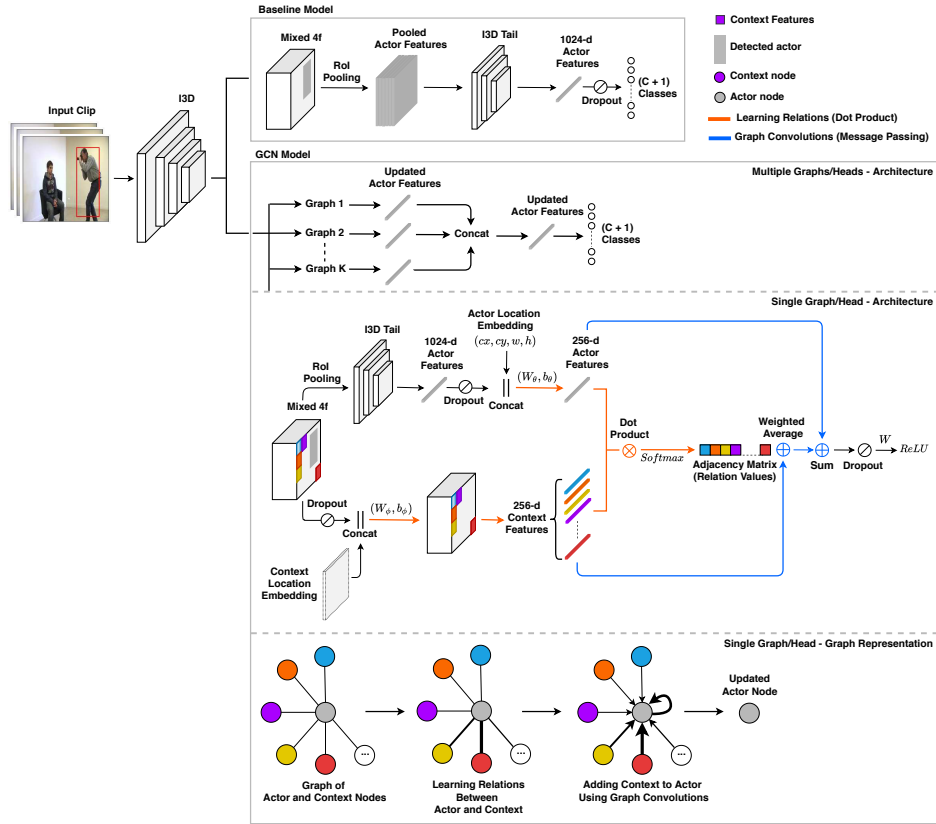 Baseline Model
Mixed 4f
RoI
Pooling
Pooled
Actor Features
I3D Tail
1024-d
Actor
Features
Dropout
(C + 1)
Classes
Context Features
Detected actor
Context node
Actor node
Learning Relations (Dot Product)
Graph Convolutions (Message Passing)
Input Clip
I3D
GCN Model
Multiple Graphs/Heads - Architecture
Updated
Actor Features
Graph 1
Graph 2
Graph K
Concat
Updated
Actor Features
(C + 1)
Classes
Single Graph/Head - Architecture
Actor Location
Embedding
(cx, cy, w, h)
I3D Tail
1024-d
Actor
Features
256-d
Actor
Features
RoI
Pooling
Dropout
Concat
(W_θ, b_θ)
Mixed 4f
Dot
Product
Softmax
Adjacency Matrix
(Relation Values)
Weighted
Average
Sum
Dropout
W
ReLU
Dropout
Concat
(W_ϕ, b_ϕ)
256-d
Context
Features
Context
Location
Embedding
Single Graph/Head - Graph Representation
...
...
...
Updated
Actor Node
Graph of
Actor and Context Nodes
Learning Relations
Between
Actor and Context
Adding Context to Actor
Using Graph Convolutions